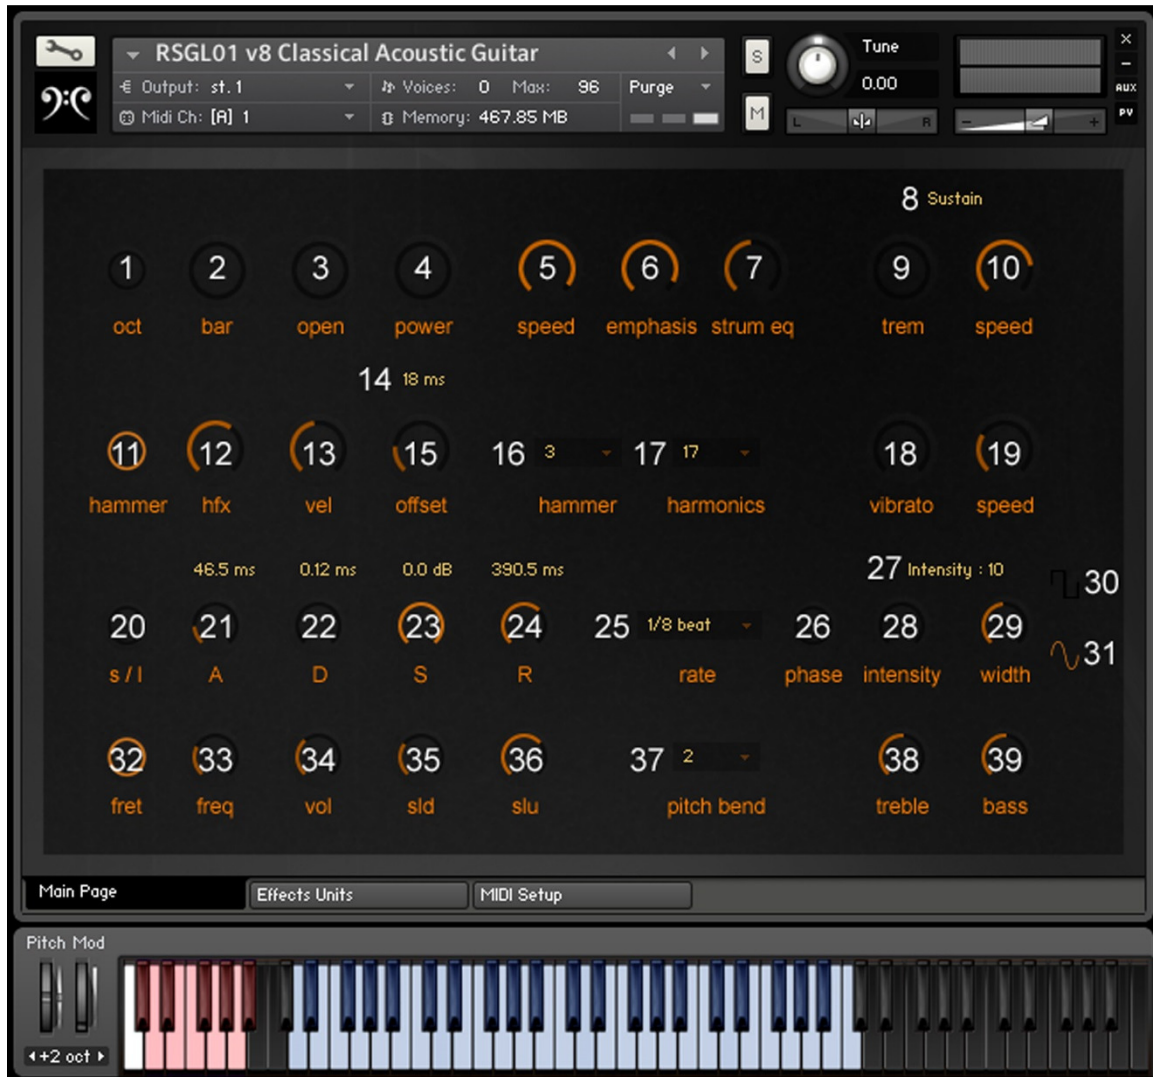 RSGL01 v8 Classical Acoustic Guitar
S
Tune
0.00
X
AUX
PV
Output: st. 1
Voices: 0 Max: 96
Purge
Midi Ch: [A] 1
Memory: 467.85 MB
M
L R
- +
8 Sustain
1 2 3 4 5 6 7 9 10
oct bar open power speed emphasis strum eq trem speed
14 18 ms
11 12 13 15 16 3 17 17 18 19
hammer hfx vel offset hammer harmonics vibrato speed
46.5 ms 0.12 ms 0.0 dB 390.5 ms 27 Intensity : 10
30
20 21 22 23 24 25 1/8 beat 26 28 29
31
s / l A D S R rate phase intensity width
32 33 34 35 36 37 2 38 39
fret freq vol sld slu pitch bend treble bass
Main Page Effects Units MIDI Setup
Pitch Mod
+2 oct